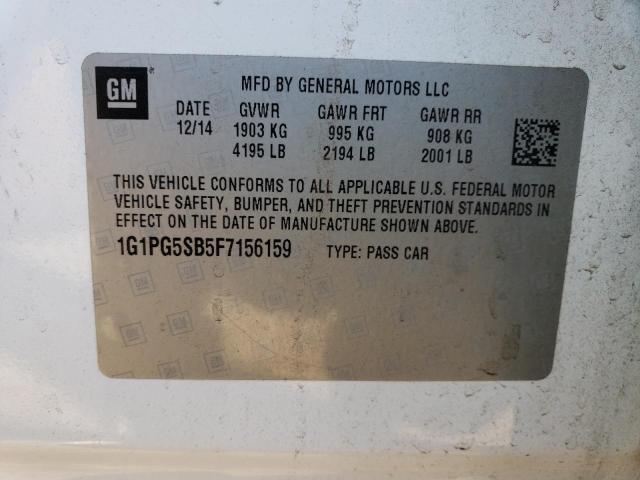 GM
MFD BY GENERAL MOTORS LLC
DATE GVWR GAWR FRT GAWR RR
12/14 1903 KG 995 KG 908 KG
4195 LB 2194 LB 2001 LB
THIS VEHICLE CONFORMS TO ALL APPLICABLE U.S. FEDERAL MOTOR
VEHICLE SAFETY, BUMPER, AND THEFT PREVENTION STANDARDS IN
EFFECT ON THE DATE OF MANUFACTURE SHOWN ABOVE.
1G1PG5SB5F7156159 TYPE: PASS CAR